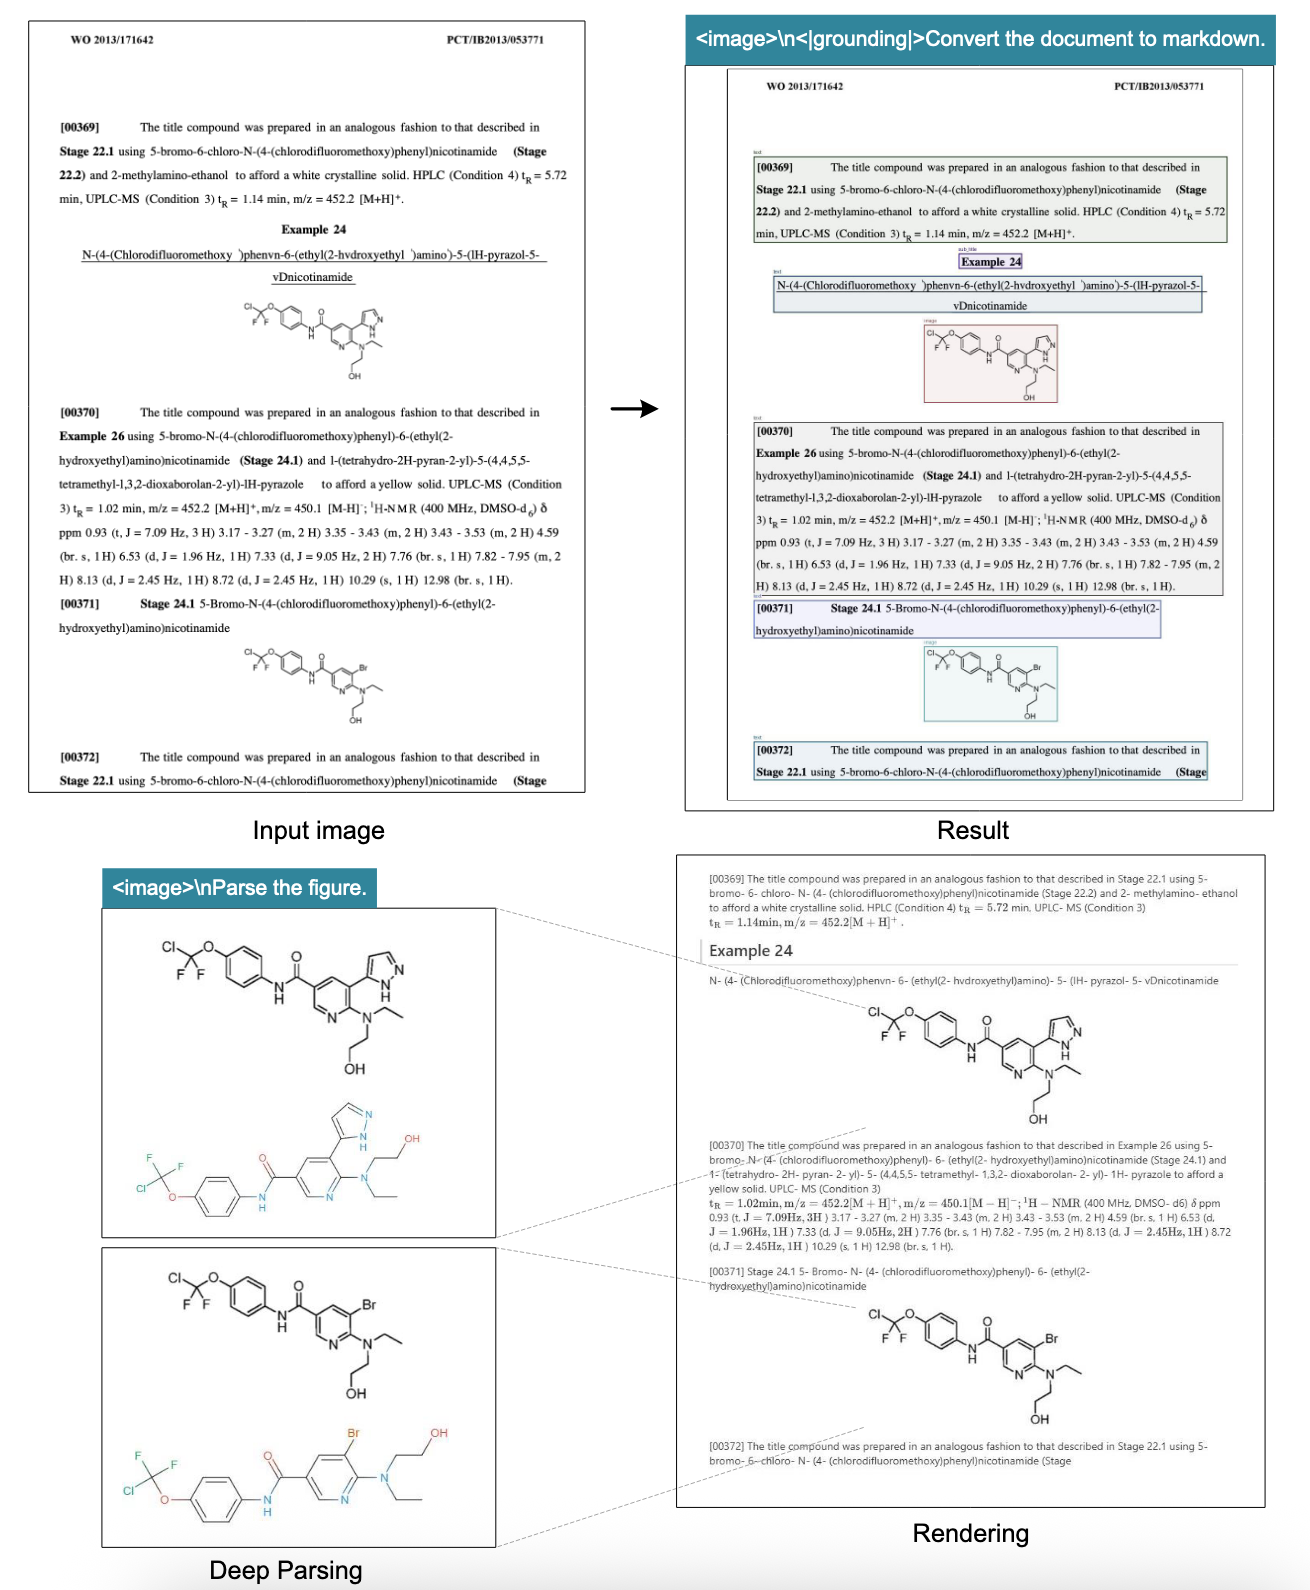 WO 2013/171642 PCT/IB2013/053771
[00369] The title compound was prepared in an analogous fashion to that described in
Stage 22.1 using 5-bromo-6-chloro-N-(4-(chlorodifluoromethoxy)phenyl)nicotinamide (Stage
22.2) and 2-methylamino-ethanol to afford a white crystalline solid. HPLC (Condition 4) tR = 5.72
min, UPLC-MS (Condition 3) tR = 1.14 min, m/z = 452.2 [M+H]+.
Example 24
N-(4-(Chlorodifluoromethoxy ')phenvn-6-(ethyl(2-hvdroxyethyl ')amino')-5-(lH-pyrazol-5-
vDnicotinamide
Cl O F F O N H N N N N H OH
[00370] The title compound was prepared in an analogous fashion to that described in
Example 26 using 5-bromo-N-(4-(chlorodifluoromethoxy)phenyl)-6-(ethyl(2-
hydroxyethyl)amino)nicotinamide (Stage 24.1) and l-(tetrahydro-2H-pyran-2-yl)-5-(4,4,5,5-
tetramethyl-l,3,2-dioxaborolan-2-yl)-lH-pyrazole to afford a yellow solid. UPLC-MS (Condition
3) tR = 1.02 min, m/z = 452.2 [M+H]+, m/z = 450.1 [M-H]-; 1H-NMR (400 MHz, DMSO-d6) δ
ppm 0.93 (t, J = 7.09 Hz, 3 H) 3.17 - 3.27 (m, 2 H) 3.35 - 3.43 (m, 2 H) 3.43 - 3.53 (m, 2 H) 4.59
(br. s, 1 H) 6.53 (d, J = 1.96 Hz, 1 H) 7.33 (d, J = 9.05 Hz, 2 H) 7.76 (br. s, 1 H) 7.82 - 7.95 (m, 2
H) 8.13 (d, J = 2.45 Hz, 1 H) 8.72 (d, J = 2.45 Hz, 1 H) 10.29 (s, 1 H) 12.98 (br. s, 1 H).
[00371] Stage 24.1 5-Bromo-N-(4-(chlorodifluoromethoxy)phenyl)-6-(ethyl(2-
hydroxyethyl)amino)nicotinamide
Cl O F F O N H N Br N OH
[00372] The title compound was prepared in an analogous fashion to that described in
Stage 22.1 using 5-bromo-6-chloro-N-(4-(chlorodifluoromethoxy)phenyl)nicotinamide (Stage
Input image
<image>\n<|grounding|>Convert the document to markdown.
WO 2013/171642 PCT/IB2013/053771
text
[00369] The title compound was prepared in an analogous fashion to that described in
Stage 22.1 using 5-bromo-6-chloro-N-(4-(chlorodifluoromethoxy)phenyl)nicotinamide (Stage
22.2) and 2-methylamino-ethanol to afford a white crystalline solid. HPLC (Condition 4) tR = 5.72
min, UPLC-MS (Condition 3) tR = 1.14 min, m/z = 452.2 [M+H]+.
sub_title
Example 24
text
N-(4-(Chlorodifluoromethoxy ')phenvn-6-(ethyl(2-hvdroxyethyl ')amino')-5-(lH-pyrazol-5-
vDnicotinamide
image
Cl O F F O N H N N N N H OH
text
[00370] The title compound was prepared in an analogous fashion to that described in
Example 26 using 5-bromo-N-(4-(chlorodifluoromethoxy)phenyl)-6-(ethyl(2-
hydroxyethyl)amino)nicotinamide (Stage 24.1) and l-(tetrahydro-2H-pyran-2-yl)-5-(4,4,5,5-
tetramethyl-l,3,2-dioxaborolan-2-yl)-lH-pyrazole to afford a yellow solid. UPLC-MS (Condition
3) tR = 1.02 min, m/z = 452.2 [M+H]+, m/z = 450.1 [M-H]-; 1H-NMR (400 MHz, DMSO-d6) δ
ppm 0.93 (t, J = 7.09 Hz, 3 H) 3.17 - 3.27 (m, 2 H) 3.35 - 3.43 (m, 2 H) 3.43 - 3.53 (m, 2 H) 4.59
(br. s, 1 H) 6.53 (d, J = 1.96 Hz, 1 H) 7.33 (d, J = 9.05 Hz, 2 H) 7.76 (br. s, 1 H) 7.82 - 7.95 (m, 2
H) 8.13 (d, J = 2.45 Hz, 1 H) 8.72 (d, J = 2.45 Hz, 1 H) 10.29 (s, 1 H) 12.98 (br. s, 1 H).
text
[00371] Stage 24.1 5-Bromo-N-(4-(chlorodifluoromethoxy)phenyl)-6-(ethyl(2-
hydroxyethyl)amino)nicotinamide
image
Cl O F F O N H N Br N OH
text
[00372] The title compound was prepared in an analogous fashion to that described in
Stage 22.1 using 5-bromo-6-chloro-N-(4-(chlorodifluoromethoxy)phenyl)nicotinamide (Stage
Result
<image>\nParse the figure.
Cl O F F O N H N N N N H OH
F F Cl O O N H N N N N H OH
Cl O F F O N H N Br N OH
F F Cl O O N H N Br N OH
Deep Parsing
[00369] The title compound was prepared in an analogous fashion to that described in Stage 22.1 using 5-
bromo- 6- chloro- N- (4- (chlorodifluoromethoxy)phenyl)nicotinamide (Stage 22.2) and 2- methylamino- ethanol
to afford a white crystalline solid. HPLC (Condition 4) tR = 5.72 min, UPLC- MS (Condition 3)
tR = 1.14min, m/z = 452.2[M + H]+ .
Example 24
N- (4- (Chlorodifluoromethoxy)phenvn- 6- (ethyl(2- hvdroxyethyl)amino)- 5- (lH- pyrazol- 5- vDnicotinamide
Cl O F F O N H N N N N H OH
[00370] The title compound was prepared in an analogous fashion to that described in Example 26 using 5-
bromo- N- (4- (chlorodifluoromethoxy)phenyl)- 6- (ethyl(2- hydroxyethyl)amino)nicotinamide (Stage 24.1) and
1- (tetrahydro- 2H- pyran- 2- yl)- 5- (4,4,5,5- tetramethyl- 1,3,2- dioxaborolan- 2- yl)- 1H- pyrazole to afford a
yellow solid. UPLC- MS (Condition 3)
tR = 1.02min, m/z = 452.2[M + H]+, m/z = 450.1[M − H]−; 1H − NMR (400 MHz, DMSO- d6) δ ppm
0.93 (t, J = 7.09Hz, 3H ) 3.17 - 3.27 (m, 2 H) 3.35 - 3.43 (m, 2 H) 3.43 - 3.53 (m, 2 H) 4.59 (br. s, 1 H) 6.53 (d,
J = 1.96Hz, 1H ) 7.33 (d, J = 9.05Hz, 2H ) 7.76 (br. s, 1 H) 7.82 - 7.95 (m, 2 H) 8.13 (d, J = 2.45Hz, 1H ) 8.72
(d, J = 2.45Hz, 1H ) 10.29 (s, 1 H) 12.98 (br. s, 1 H).
[00371] Stage 24.1 5- Bromo- N- (4- (chlorodifluoromethoxy)phenyl)- 6- (ethyl(2-
hydroxyethyl)amino)nicotinamide
Cl O F F O N H N Br N OH
[00372] The title compound was prepared in an analogous fashion to that described in Stage 22.1 using 5-
bromo- 6- chloro- N- (4- (chlorodifluoromethoxy)phenyl)nicotinamide (Stage
Rendering